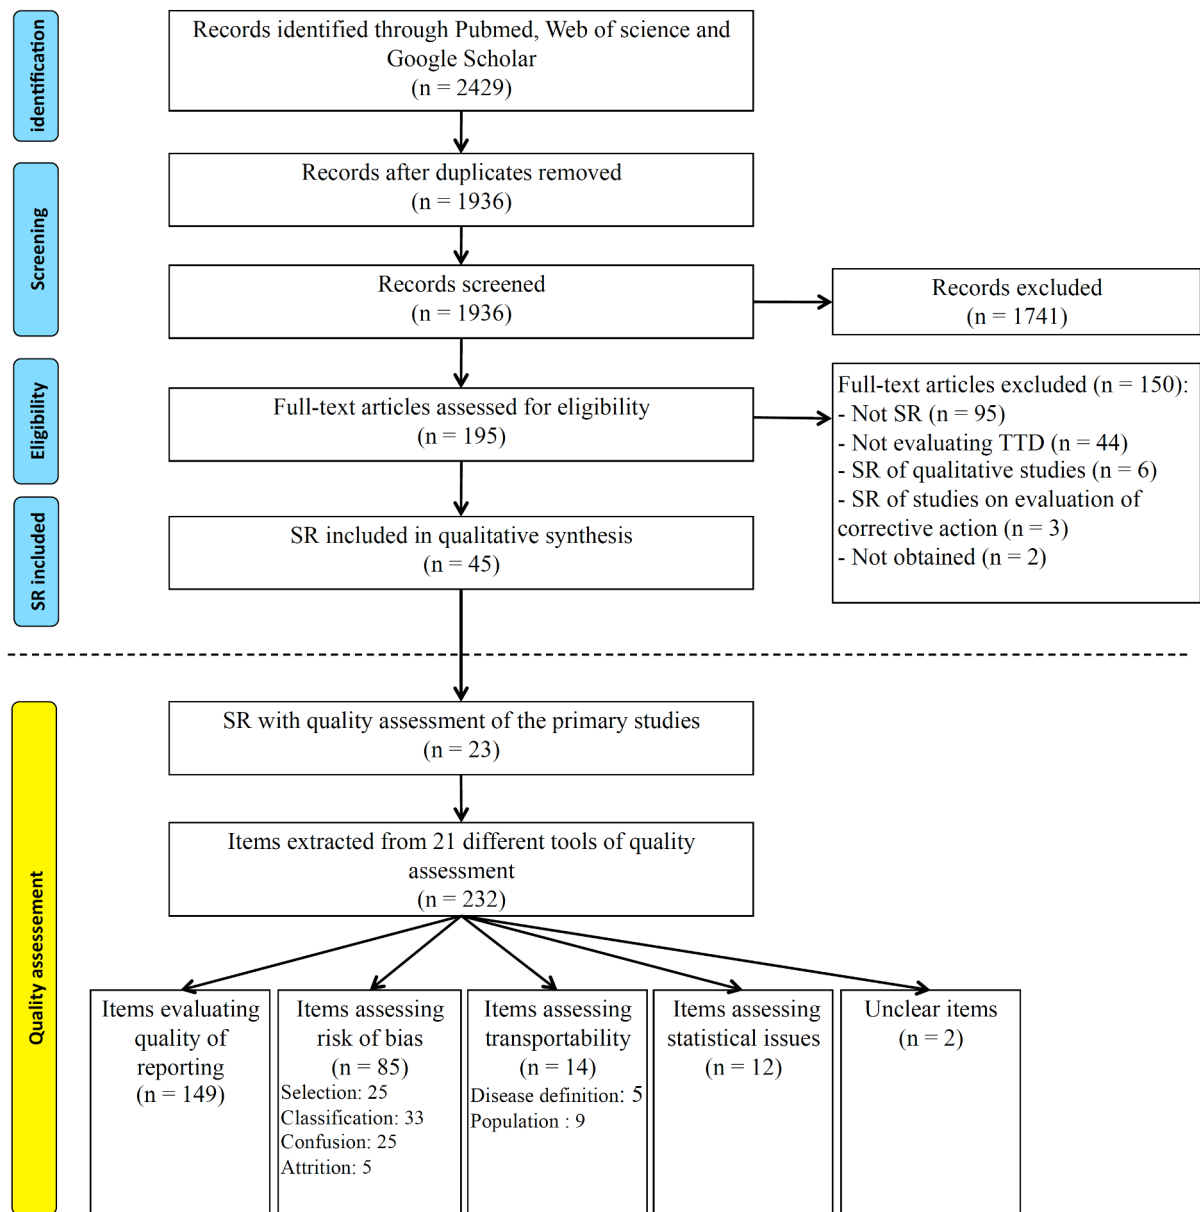 identification
Records identified through Pubmed, Web of science and
Google Scholar
(n = 2429)
Screening
Records after duplicates removed
(n = 1936)
Records screened
(n = 1936)
Records excluded
(n = 1741)
Eligibility
Full-text articles assessed for eligibility
(n = 195)
Full-text articles excluded (n = 150):
- Not SR (n = 95)
- Not evaluating TTD (n = 44)
- SR of qualitative studies (n = 6)
- SR of studies on evaluation of
corrective action (n = 3)
- Not obtained (n = 2)
SR included
SR included in qualitative synthesis
(n = 45)
Quality assessement
SR with quality assessment of the primary studies
(n = 23)
Items extracted from 21 different tools of quality
assessment
(n = 232)
Items evaluating
quality of
reporting
(n = 149)
Items assessing
risk of bias
(n = 85)
Selection: 25
Classification: 33
Confusion: 25
Attrition: 5
Items assessing
transportability
(n = 14)
Disease definition: 5
Population : 9
Items assessing
statistical issues
(n = 12)
Unclear items
(n = 2)